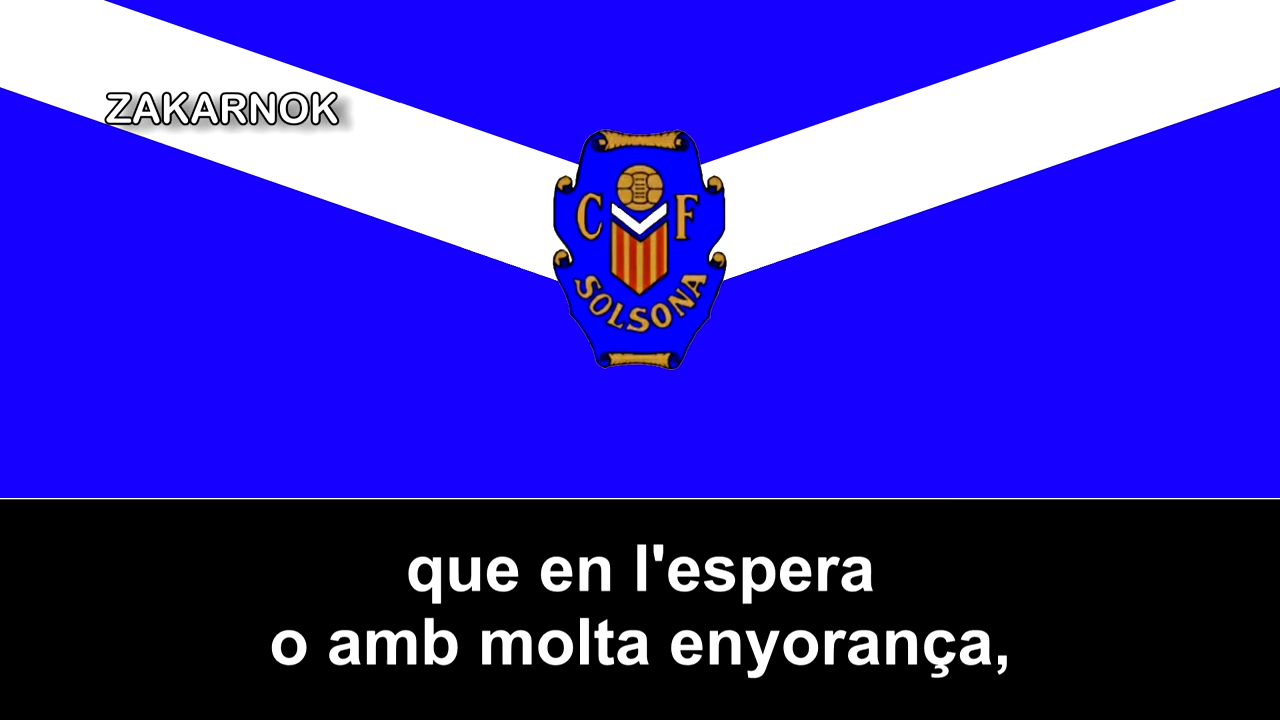 ZAKARNOK
C F
SOLSONA
que en l'espera
o amb molta enyorança,